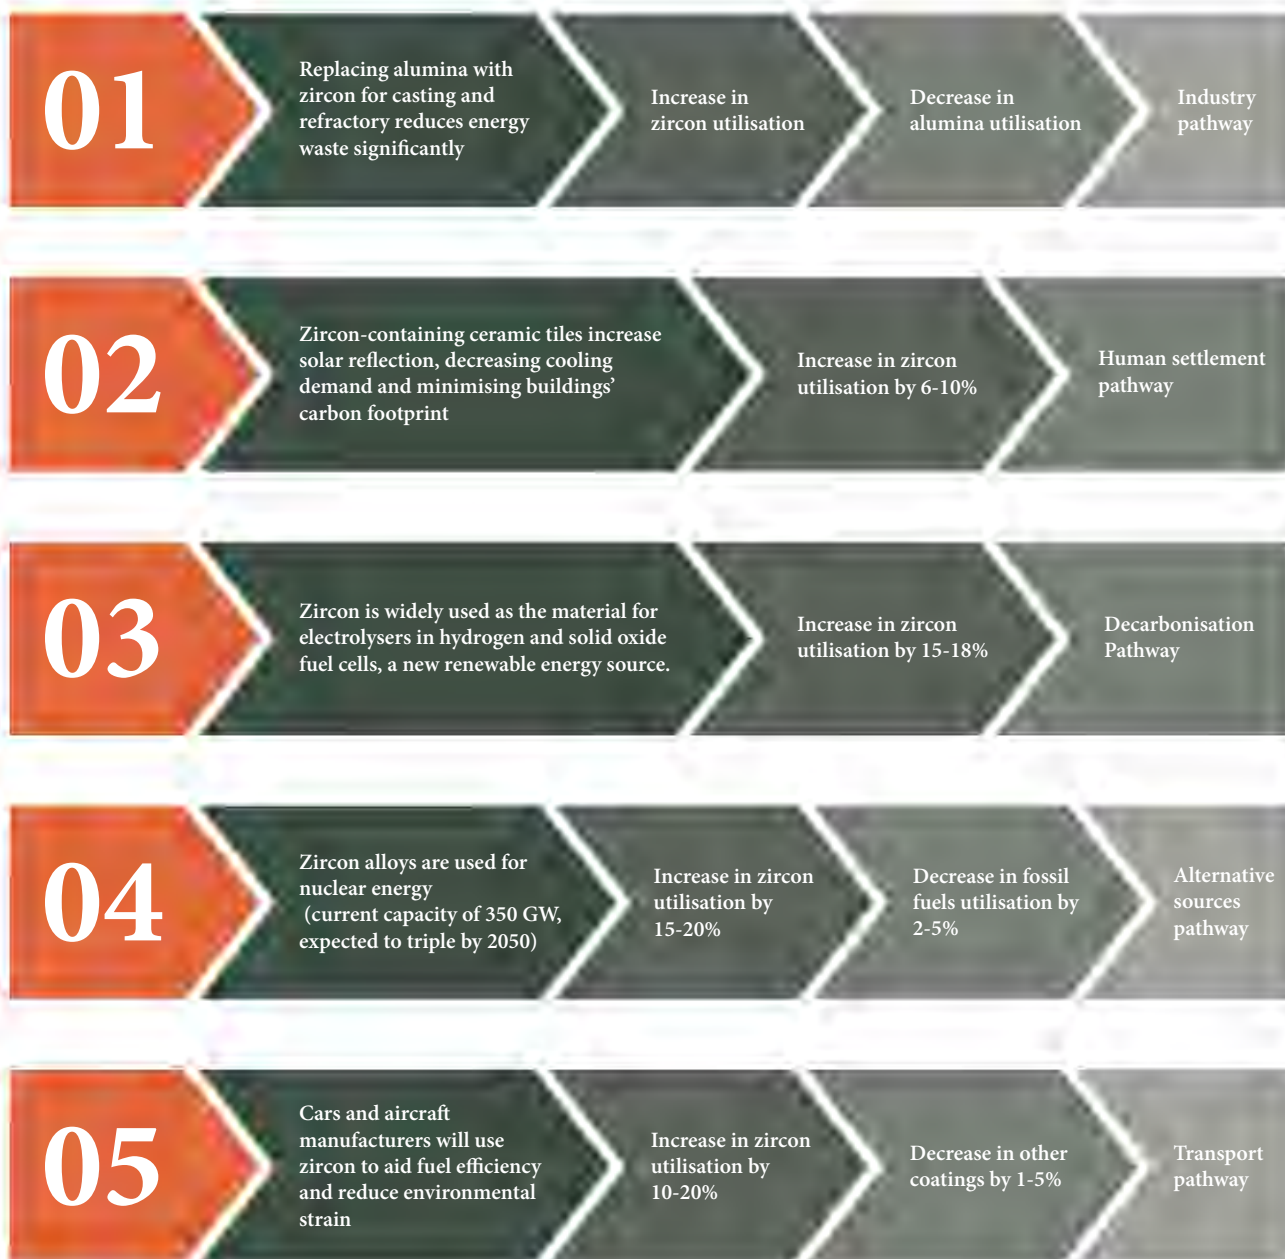 01
Replacing alumina with
zircon for casting and
refractory reduces energy
waste significantly
Increase in
zircon utilisation
Decrease in
alumina utilisation
Industry
pathway
02
Zircon-containing ceramic tiles increase
solar reflection, decreasing cooling
demand and minimising buildings’
carbon footprint
Increase in zircon
utilisation by 6-10%
Human settlement
pathway
03
Zircon is widely used as the material for
electrolysers in hydrogen and solid oxide
fuel cells, a new renewable energy source.
Increase in zircon
utilisation by 15-18%
Decarbonisation
Pathway
04
Zircon alloys are used for
nuclear energy
(current capacity of 350 GW,
expected to triple by 2050)
Increase in zircon
utilisation by
15-20%
Decrease in fossil
fuels utilisation by
2-5%
Alternative
sources
pathway
05
Cars and aircraft
manufacturers will use
zircon to aid fuel efficiency
and reduce environmental
strain
Increase in zircon
utilisation by
10-20%
Decrease in other
coatings by 1-5%
Transport
pathway